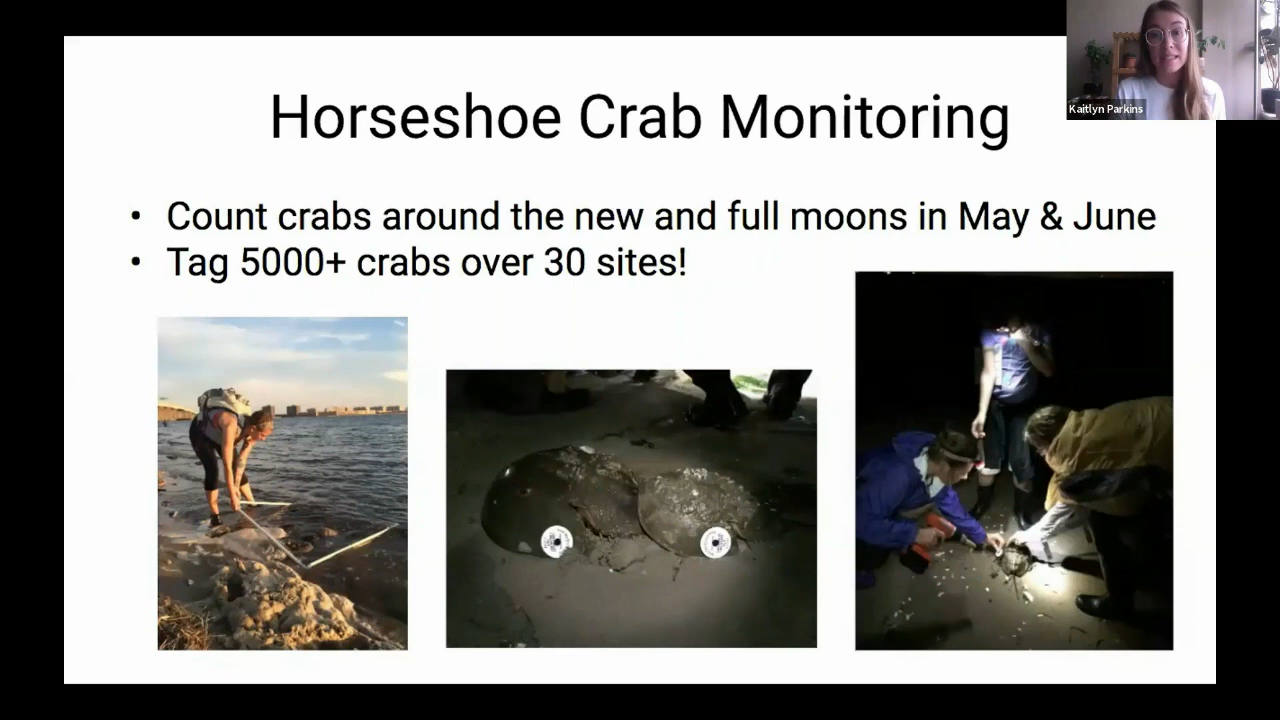 Kaitlyn Parkins
Horseshoe Crab Monitoring
• Count crabs around the new and full moons in May & June
• Tag 5000+ crabs over 30 sites!